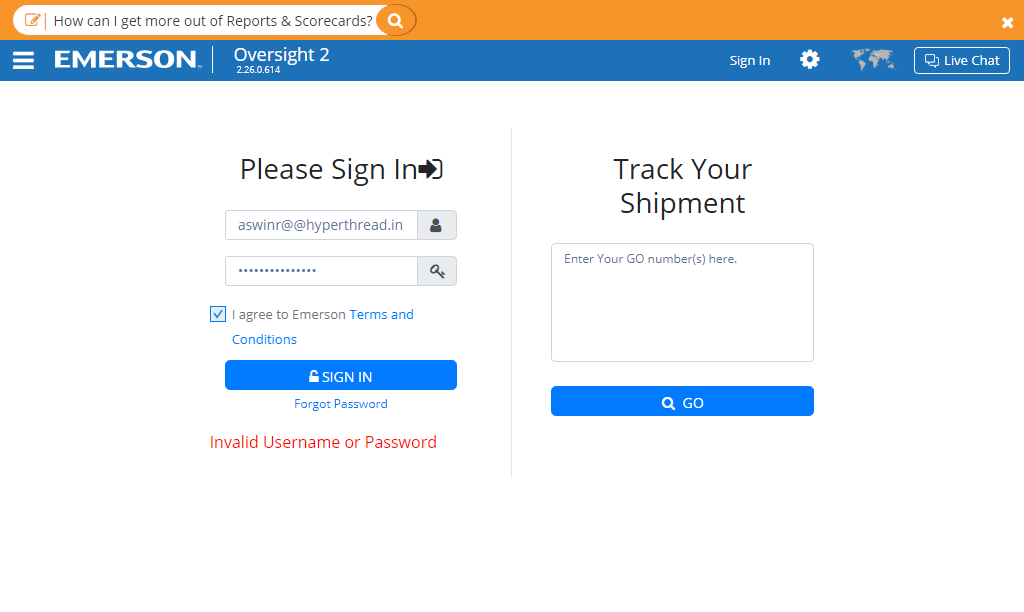 How can I get more out of Reports & Scorecards?
EMERSON
Oversight 2
2.26.0.614
Sign In
Live Chat
Please Sign In
aswinr@@hyperthread.in
•••••••••••••••
I agree to Emerson Terms and
Conditions
SIGN IN
Forgot Password
Invalid Username or Password
Track Your
Shipment
Enter Your GO number(s) here.
GO